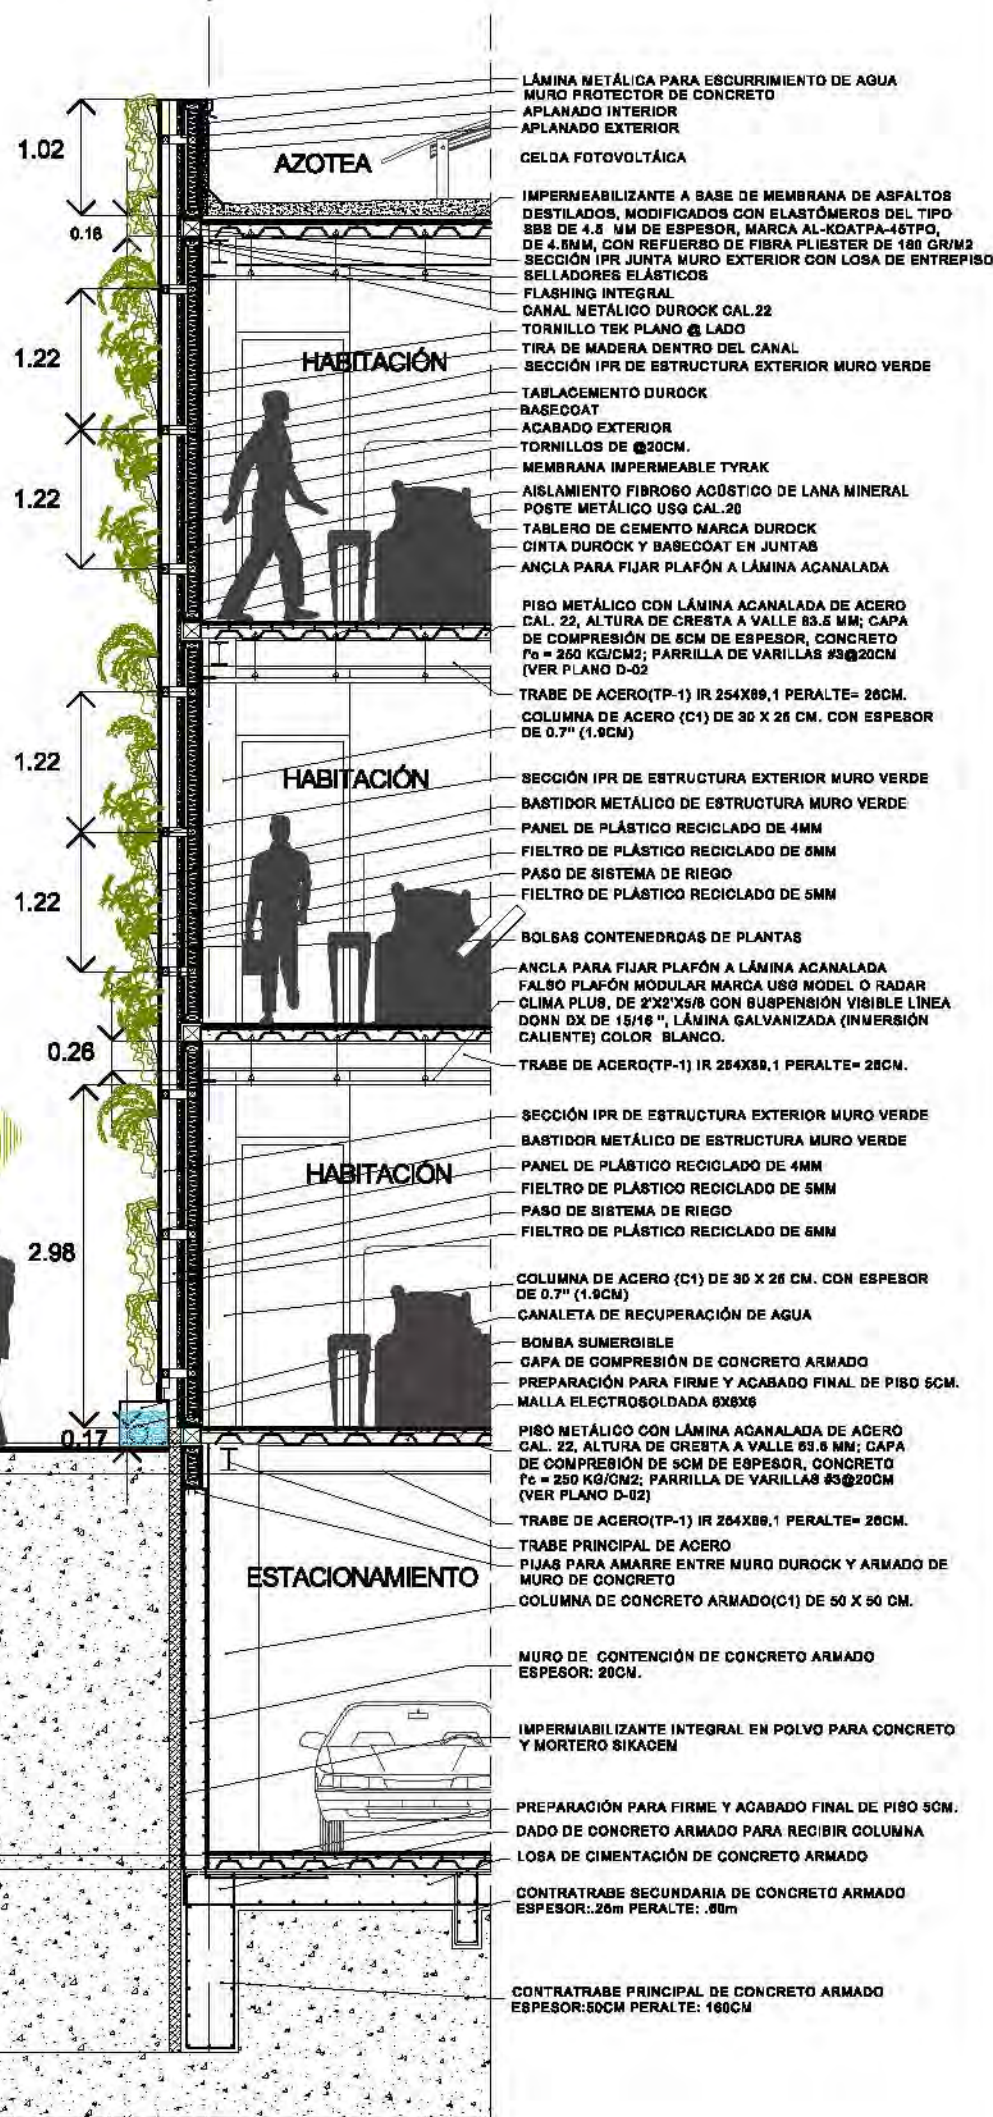 LÁMINA METÁLICA PARA ESCURRIMIENTO DE AGUA
MURO PROTECTOR DE CONCRETO
APLANADO INTERIOR
APLANADO EXTERIOR
1.02
AZOTEA
CELDA FOTOVOLTÁICA
IMPERMEABILIZANTE A BASE DE MEMBRANA DE ASFALTOS
DESTILADOS, MODIFICADOS CON ELASTÓMEROS DEL TIPO
SBS DE 4.5 MM DE ESPESOR, MARCA AL-KOATPA-45TPO,
DE 4.5MM, CON REFUERSO DE FIBRA PLIESTER DE 180 GR/M2
0.16
SECCIÓN IPR JUNTA MURO EXTERIOR CON LOSA DE ENTREPISO
SELLADORES ELÁSTICOS
FLASHING INTEGRAL
CANAL METÁLICO DUROCK CAL.22
TORNILLO TEK PLANO @ LADO
TIRA DE MADERA DENTRO DEL CANAL
1.22
HABITACIÓN
SECCIÓN IPR DE ESTRUCTURA EXTERIOR MURO VERDE
TABLACEMENTO DUROCK
BASECOAT
ACABADO EXTERIOR
TORNILLOS DE @20CM.
MEMBRANA IMPERMEABLE TYRAK
1.22
AISLAMIENTO FIBROSO ACÚSTICO DE LANA MINERAL
POSTE METÁLICO USG CAL.20
TABLERO DE CEMENTO MARCA DUROCK
CINTA DUROCK Y BASECOAT EN JUNTAS
ANCLA PARA FIJAR PLAFÓN A LÁMINA ACANALADA
PISO METÁLICO CON LÁMINA ACANALADA DE ACERO
CAL. 22, ALTURA DE CRESTA A VALLE 63.5 MM; CAPA
DE COMPRESIÓN DE 5CM DE ESPESOR, CONCRETO
f'c = 250 KG/CM2; PARRILLA DE VARILLAS #3@20CM
(VER PLANO D-02
TRABE DE ACERO(TP-1) IR 254X89,1 PERALTE= 26CM.
COLUMNA DE ACERO (C1) DE 30 X 25 CM. CON ESPESOR
DE 0.7" (1.9CM)
1.22
HABITACIÓN
SECCIÓN IPR DE ESTRUCTURA EXTERIOR MURO VERDE
BASTIDOR METÁLICO DE ESTRUCTURA MURO VERDE
PANEL DE PLÁSTICO RECICLADO DE 4MM
FIELTRO DE PLÁSTICO RECICLADO DE 5MM
PASO DE SISTEMA DE RIEGO
FIELTRO DE PLÁSTICO RECICLADO DE 5MM
1.22
BOLSAS CONTENEDROAS DE PLANTAS
ANCLA PARA FIJAR PLAFÓN A LÁMINA ACANALADA
FALSO PLAFÓN MODULAR MARCA USG MODEL O RADAR
CLIMA PLUS, DE 2'X2'X5/8 CON SUSPENSIÓN VISIBLE LÍNEA
DONN DX DE 15/16 ", LÁMINA GALVANIZADA (INMERSIÓN
CALIENTE) COLOR BLANCO.
0.26
TRABE DE ACERO(TP-1) IR 254X89,1 PERALTE= 26CM.
SECCIÓN IPR DE ESTRUCTURA EXTERIOR MURO VERDE
BASTIDOR METÁLICO DE ESTRUCTURA MURO VERDE
HABITACIÓN
PANEL DE PLÁSTICO RECICLADO DE 4MM
FIELTRO DE PLÁSTICO RECICLADO DE 5MM
PASO DE SISTEMA DE RIEGO
FIELTRO DE PLÁSTICO RECICLADO DE 5MM
2.98
COLUMNA DE ACERO (C1) DE 30 X 25 CM. CON ESPESOR
DE 0.7" (1.9CM)
CANALETA DE RECUPERACIÓN DE AGUA
BOMBA SUMERGIBLE
CAPA DE COMPRESIÓN DE CONCRETO ARMADO
PREPARACIÓN PARA FIRME Y ACABADO FINAL DE PISO 5CM.
MALLA ELECTROSOLDADA 6X6X6
0.17
PISO METÁLICO CON LÁMINA ACANALADA DE ACERO
CAL. 22, ALTURA DE CRESTA A VALLE 63.5 MM; CAPA
DE COMPRESIÓN DE 5CM DE ESPESOR, CONCRETO
f'c = 250 KG/CM2; PARRILLA DE VARILLAS #3@20CM
(VER PLANO D-02)
TRABE DE ACERO(TP-1) IR 254X89,1 PERALTE= 26CM.
TRABE PRINCIPAL DE ACERO
PIJAS PARA AMARRE ENTRE MURO DUROCK Y ARMADO DE
MURO DE CONCRETO
ESTACIONAMIENTO
COLUMNA DE CONCRETO ARMADO(C1) DE 50 X 50 CM.
MURO DE CONTENCIÓN DE CONCRETO ARMADO
ESPESOR: 20CM.
IMPERMIABILIZANTE INTEGRAL EN POLVO PARA CONCRETO
Y MORTERO SIKACEM
PREPARACIÓN PARA FIRME Y ACABADO FINAL DE PISO 5CM.
DADO DE CONCRETO ARMADO PARA RECIBIR COLUMNA
LOSA DE CIMENTACIÓN DE CONCRETO ARMADO
CONTRATRABE SECUNDARIA DE CONCRETO ARMADO
ESPESOR:.25m PERALTE: .60m
CONTRATRABE PRINCIPAL DE CONCRETO ARMADO
ESPESOR:50CM PERALTE: 160CM